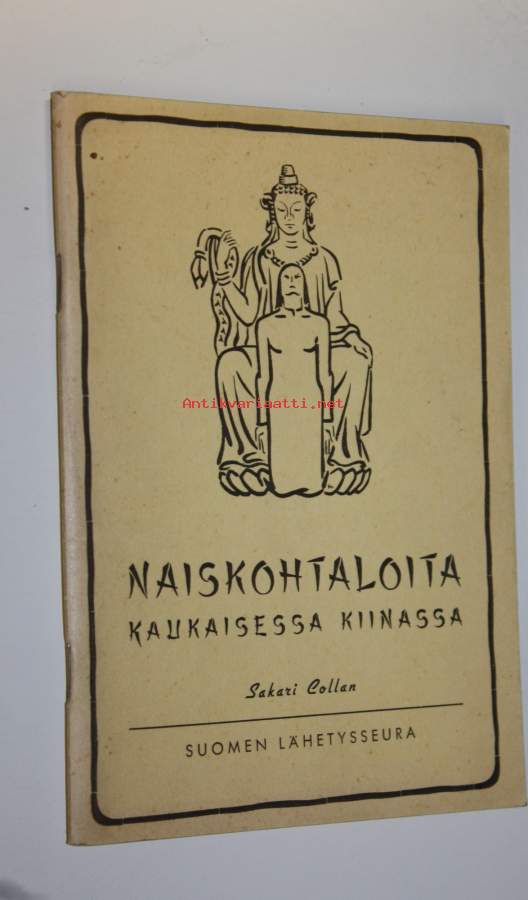 Antikvariaatti.net
NAISKOHTALOITA
KAUKAISESSA KIINASSA
Sakari Collan
SUOMEN LÄHETYSSEURA